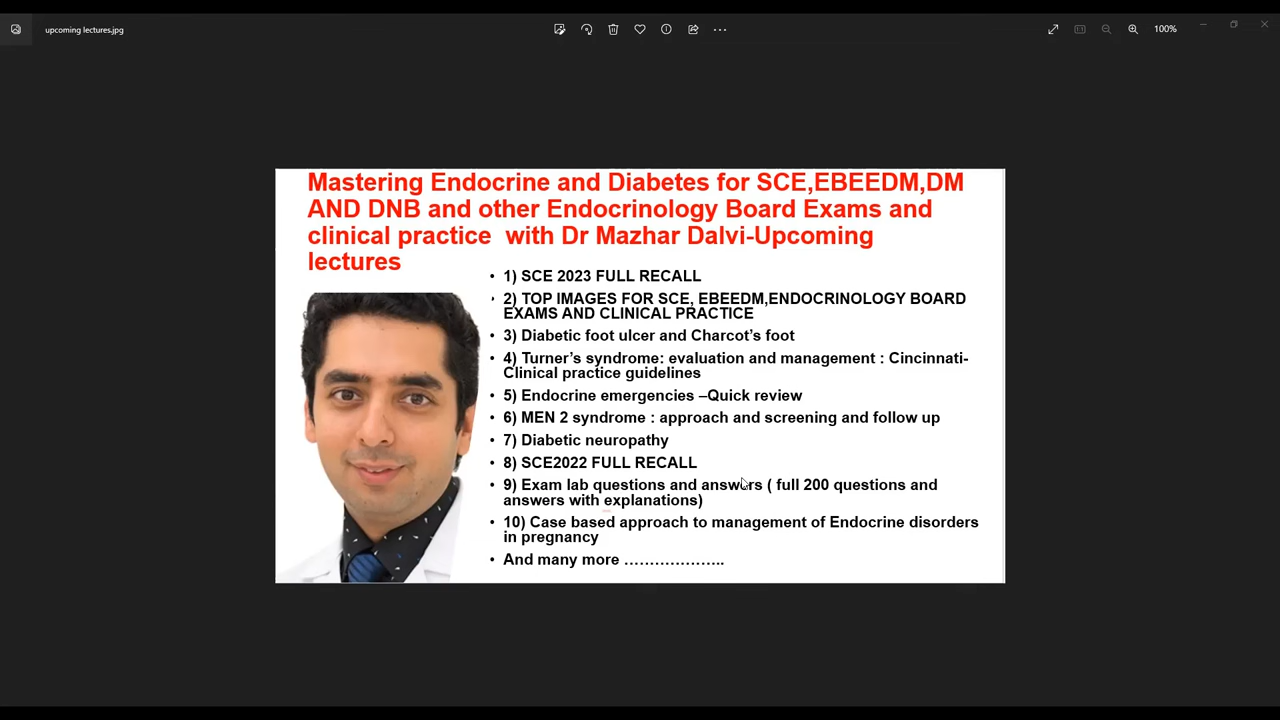 upcoming lectures.jpg
100%
Mastering Endocrine and Diabetes for SCE,EBEEDM,DM
AND DNB and other Endocrinology Board Exams and
clinical practice  with Dr Mazhar Dalvi-Upcoming
lectures
• 1) SCE 2023 FULL RECALL
• 2) TOP IMAGES FOR SCE, EBEEDM,ENDOCRINOLOGY BOARD
EXAMS AND CLINICAL PRACTICE
• 3) Diabetic foot ulcer and Charcot’s foot
• 4) Turner’s syndrome: evaluation and management : Cincinnati-
Clinical practice guidelines
• 5) Endocrine emergencies –Quick review
• 6) MEN 2 syndrome : approach and screening and follow up
• 7) Diabetic neuropathy
• 8) SCE2022 FULL RECALL
• 9) Exam lab questions and answers ( full 200 questions and
answers with explanations)
• 10) Case based approach to management of Endocrine disorders
in pregnancy
• And many more ………………..